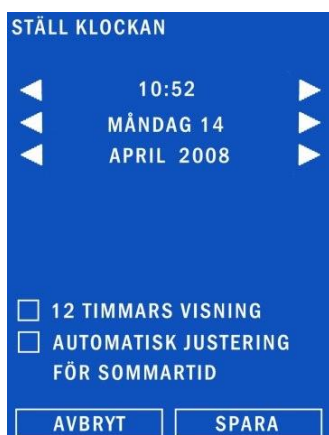 STÄLL KLOCKAN
10:52
MÅNDAG 14
APRIL 2008
12 TIMMARS VISNING
AUTOMATISK JUSTERING
FÖR SOMMARTID
AVBRYT SPARA